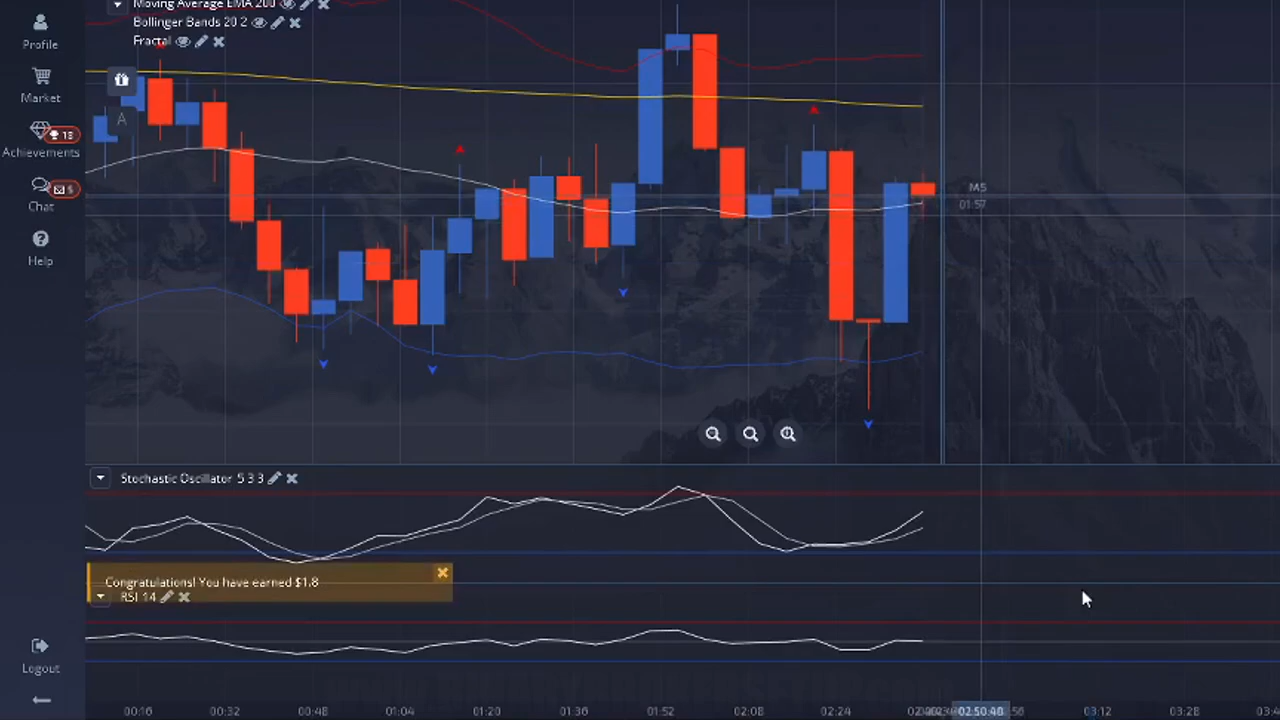 Moving Average EMA 200
Bollinger Bands 20 2
Fractal
Profile
Market
A
18
Achievements
5
Chat
Help
M5
01:57
Stochastic Oscillator 5 3 3
Congratulations! You have earned $1.8
RSI 14
Logout
00:16 00:32 00:48 01:04 01:20 01:36 01:52 02:08 02:24 02:50:48 03:12 03:28